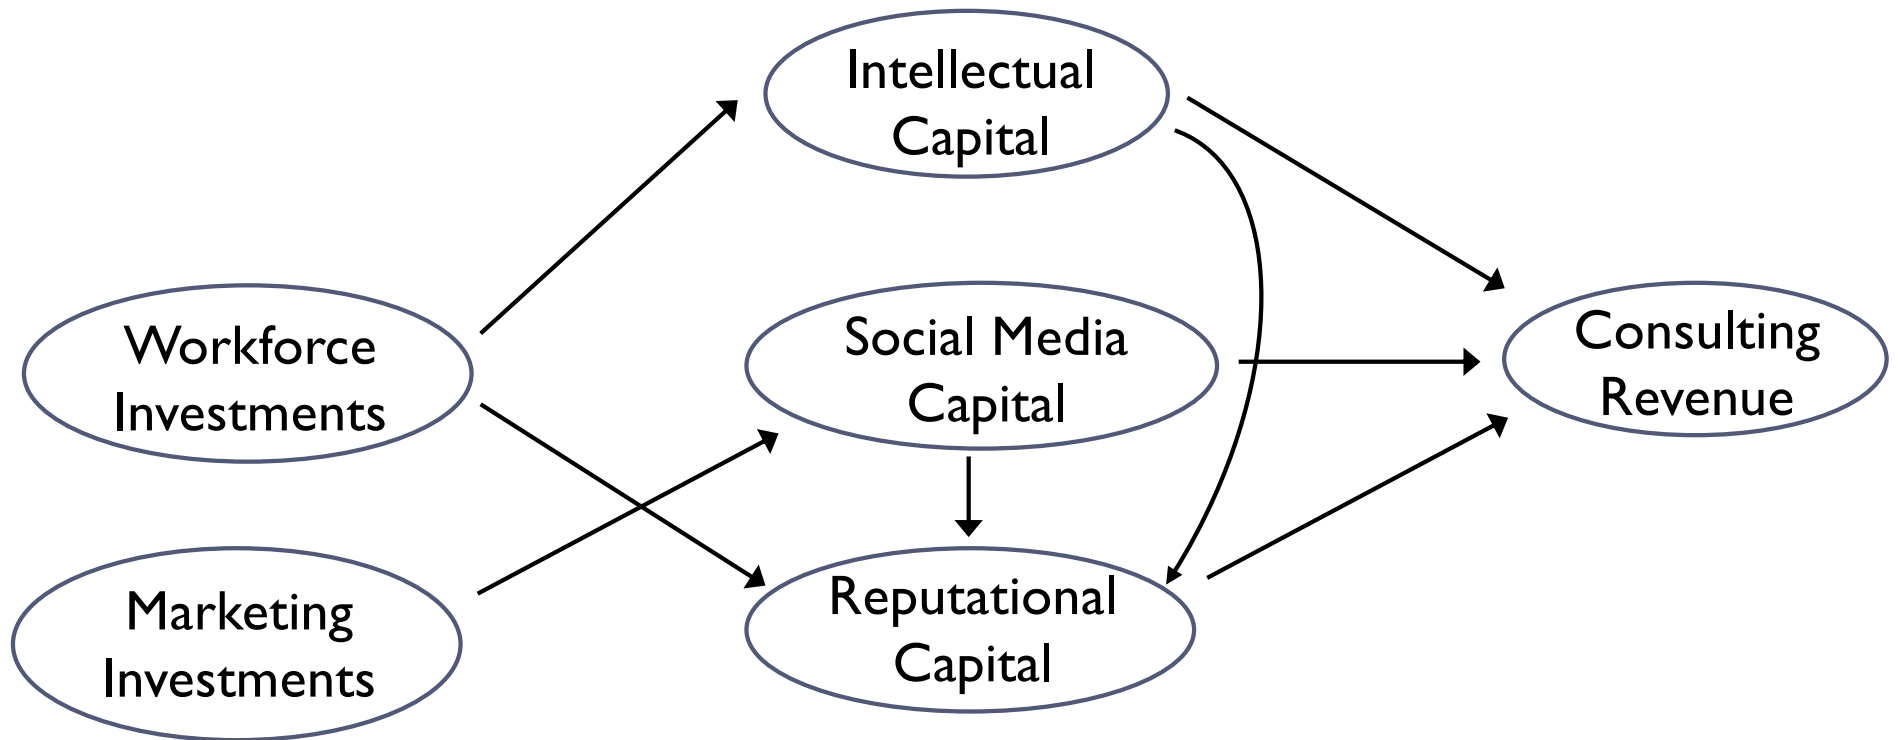 Intellectual
Capital
Workforce
Investments
Social Media
Capital
Consulting
Revenue
Marketing
Investments
Reputational
Capital